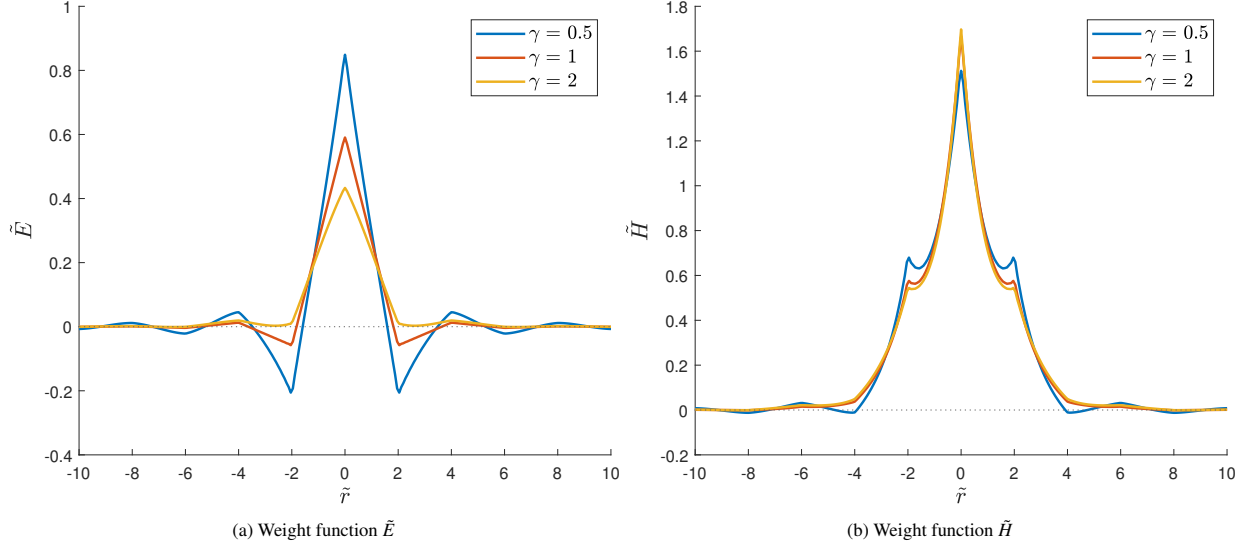 1
0.8
0.6
0.4
0.2
0
-0.2
-0.4
Ẽ
-10 -8 -6 -4 -2 0 2 4 6 8 10
r̃
γ = 0.5
γ = 1
γ = 2
(a) Weight function Ẽ
1.8
1.6
1.4
1.2
1
0.8
0.6
0.4
0.2
0
-0.2
H̃
-10 -8 -6 -4 -2 0 2 4 6 8 10
r̃
γ = 0.5
γ = 1
γ = 2
(b) Weight function H̃